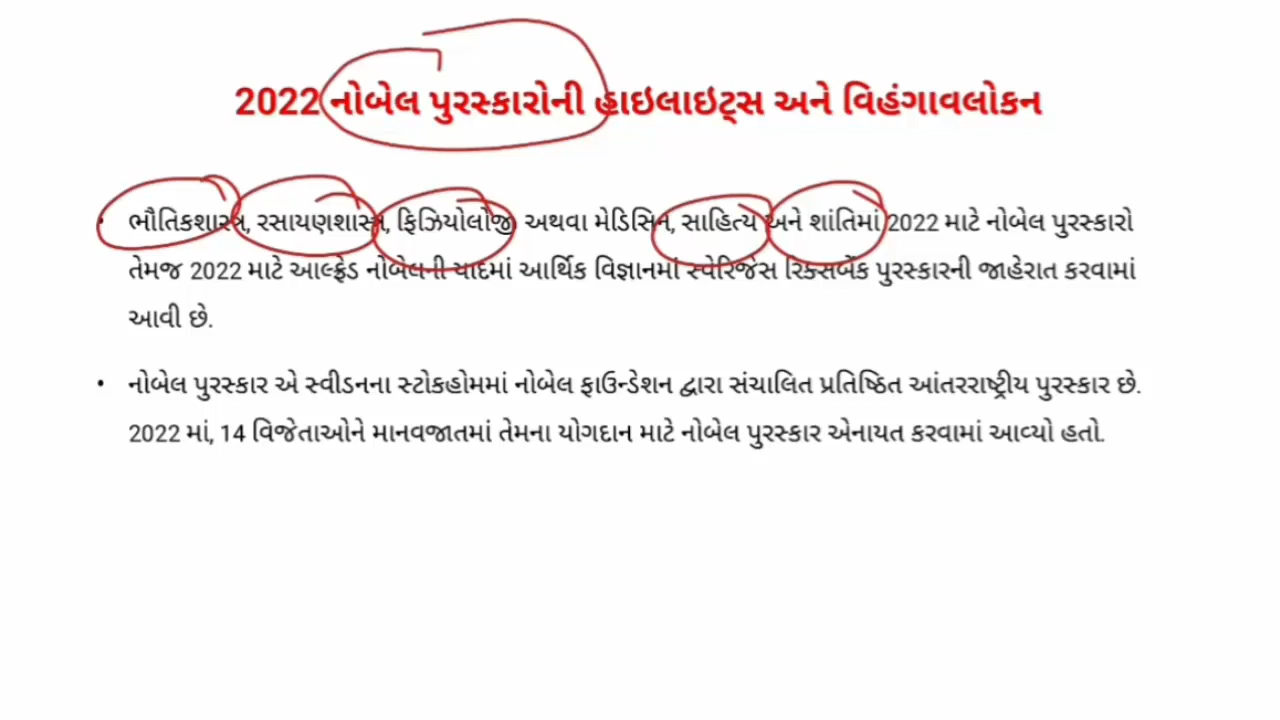 2022 નોબેલ પુરસ્કારોની હાઇલાઇટ્સ અને વિહંગાવલોકન
• ભૌતિકશાસ્ત્ર, રસાયણશાસ્ત્ર, ફિઝિયોલોજી અથવા મેડિસિન, સાહિત્ય અને શાંતિમાં 2022 માટે નોબેલ પુરસ્કારો
તેમજ 2022 માટે આલ્ફ્રેડ નોબેલની યાદમાં આર્થિક વિજ્ઞાનમાં સ્વેરિજેસ રિક્સબેંક પુરસ્કારની જાહેરાત કરવામાં
આવી છે.
• નોબેલ પુરસ્કાર એ સ્વીડનના સ્ટોકહોમમાં નોબેલ ફાઉન્ડેશન દ્વારા સંચાલિત પ્રતિષ્ઠિત આંતરરાષ્ટ્રીય પુરસ્કાર છે.
2022 માં, 14 વિજેતાઓને માનવજાતમાં તેમના યોગદાન માટે નોબેલ પુરસ્કાર એનાયત કરવામાં આવ્યો હતો.